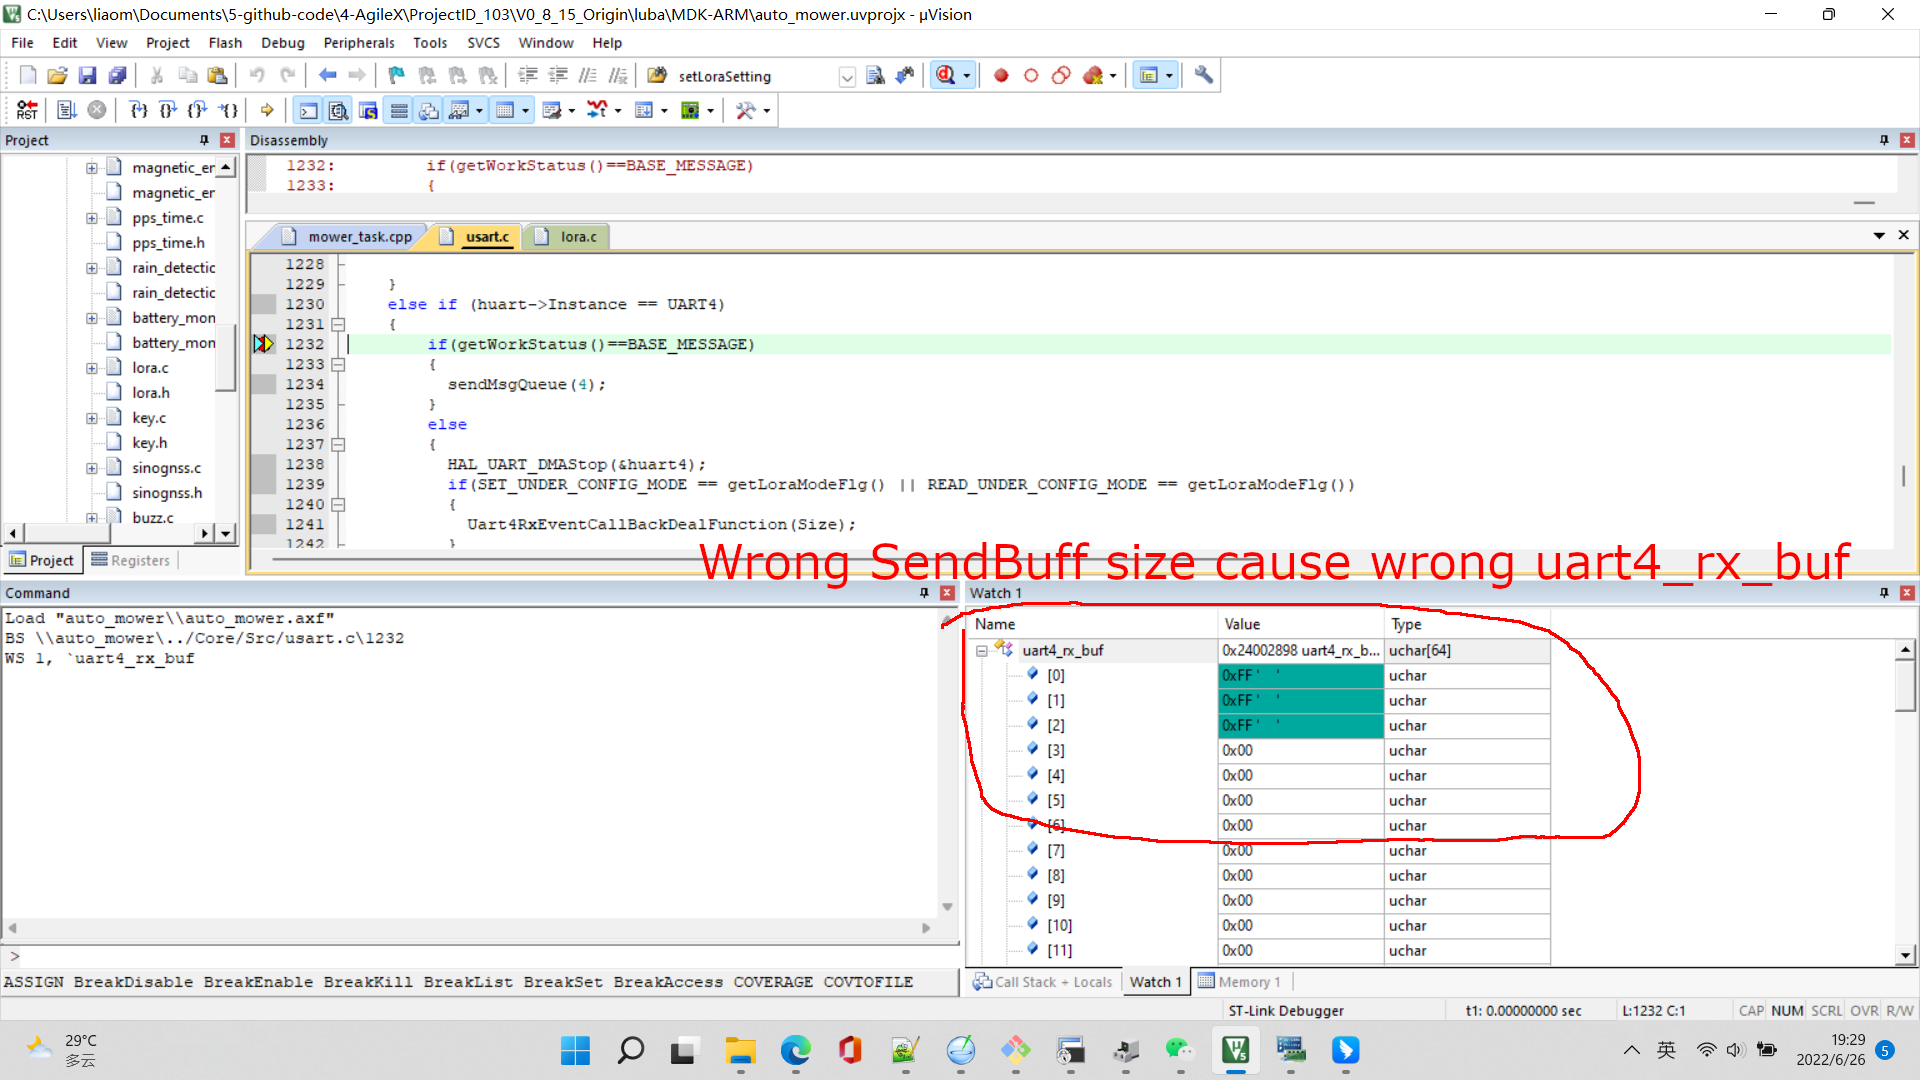 C:\Users\liaom\Documents\5-github-code\4-AgileX\ProjectID_103\V0_8_15_Origin\luba\MDK-ARM\auto_mower.uvprojx - µVision
File Edit View Project Flash Debug Peripherals Tools SVCS Window Help
setLoraSetting
RST
Project
Disassembly
1232: if(getWorkStatus()==BASE_MESSAGE)
1233: {
magnetic_er
magnetic_er
pps_time.c
pps_time.h
rain_detectic
rain_detectic
battery_mon
battery_mon
lora.c
lora.h
key.c
key.h
sinognss.c
sinognss.h
buzz.c
Project Registers
mower_task.cpp usart.c lora.c
1228
1229 }
1230 else if (huart->Instance == UART4)
1231 {
1232 if(getWorkStatus()==BASE_MESSAGE)
1233 {
1234 sendMsgQueue(4);
1235 }
1236 else
1237 {
1238 HAL_UART_DMAStop(&huart4);
1239 if(SET_UNDER_CONFIG_MODE == getLoraModeFlg() || READ_UNDER_CONFIG_MODE == getLoraModeFlg())
1240 {
1241 Uart4RxEventCallBackDealFunction(Size);
1242 }
Wrong SendBuff size cause wrong uart4_rx_buf
Command
Load "auto_mower\\auto_mower.axf"
BS \\auto_mower\../Core/Src/usart.c\1232
WS 1, `uart4_rx_buf
>
ASSIGN BreakDisable BreakEnable BreakKill BreakList BreakSet BreakAccess COVERAGE COVTOFILE
Watch 1
Name Value Type
uart4_rx_buf 0x24002898 uart4_rx_b... uchar[64]
[0] 0xFF ' ' uchar
[1] 0xFF ' ' uchar
[2] 0xFF ' ' uchar
[3] 0x00 uchar
[4] 0x00 uchar
[5] 0x00 uchar
[6] 0x00 uchar
[7] 0x00 uchar
[8] 0x00 uchar
[9] 0x00 uchar
[10] 0x00 uchar
[11] 0x00 uchar
Call Stack + Locals Watch 1 Memory 1
ST-Link Debugger t1: 0.00000000 sec L:1232 C:1 CAP NUM SCRL OVR R/W
29°C
多云
英
19:29
2022/6/26
5